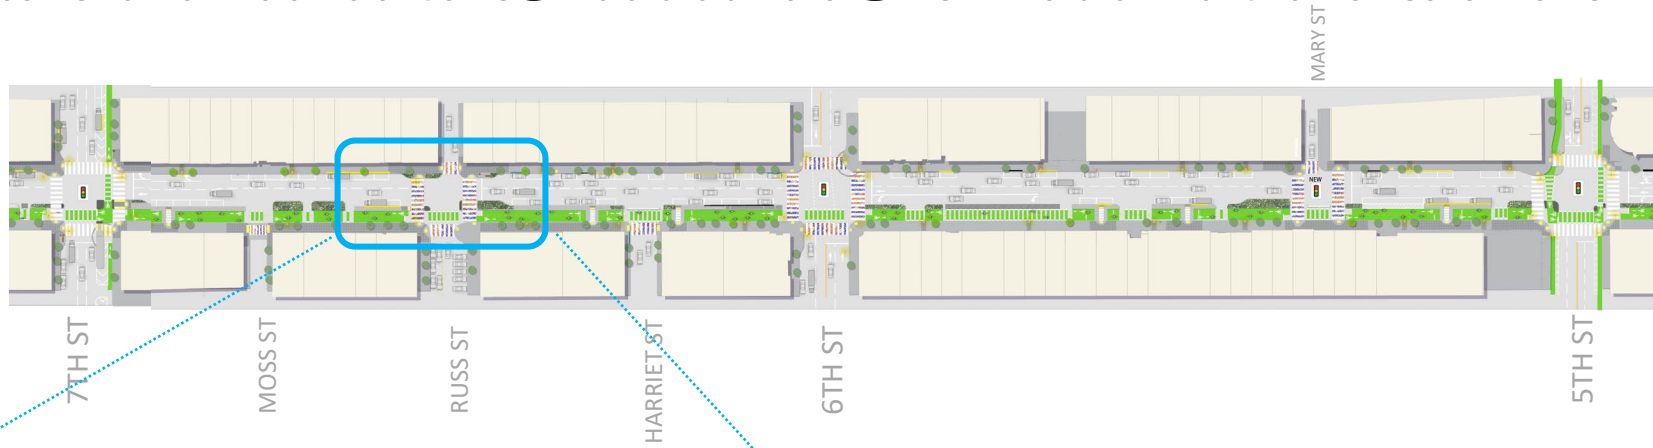 MARY ST
NEW
7TH ST
MOSS ST
RUSS ST
HARRIET ST
6TH ST
5TH ST